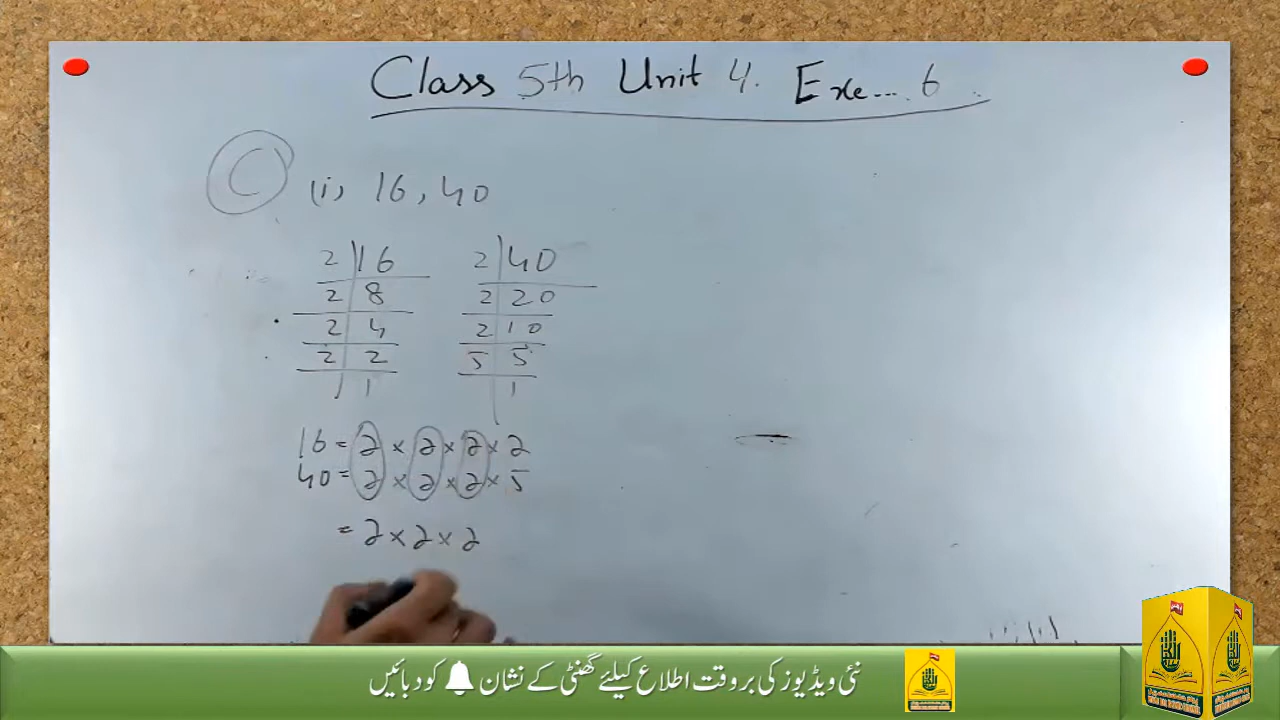 Class 5th Unit 4. Exe... 6
C (i) 16, 40
2 | 16 2 | 40
2 | 8 2 | 20
2 | 4 2 | 10
2 | 2 5 | 5
| 1 | 1
16 = 2 × 2 × 2 × 2
40 = 2 × 2 × 2 × 5
= 2 × 2 × 2
نئی ویڈیوز کی بروقت اطلاع کیلئے گھنٹی کے نشان کو دبائیں